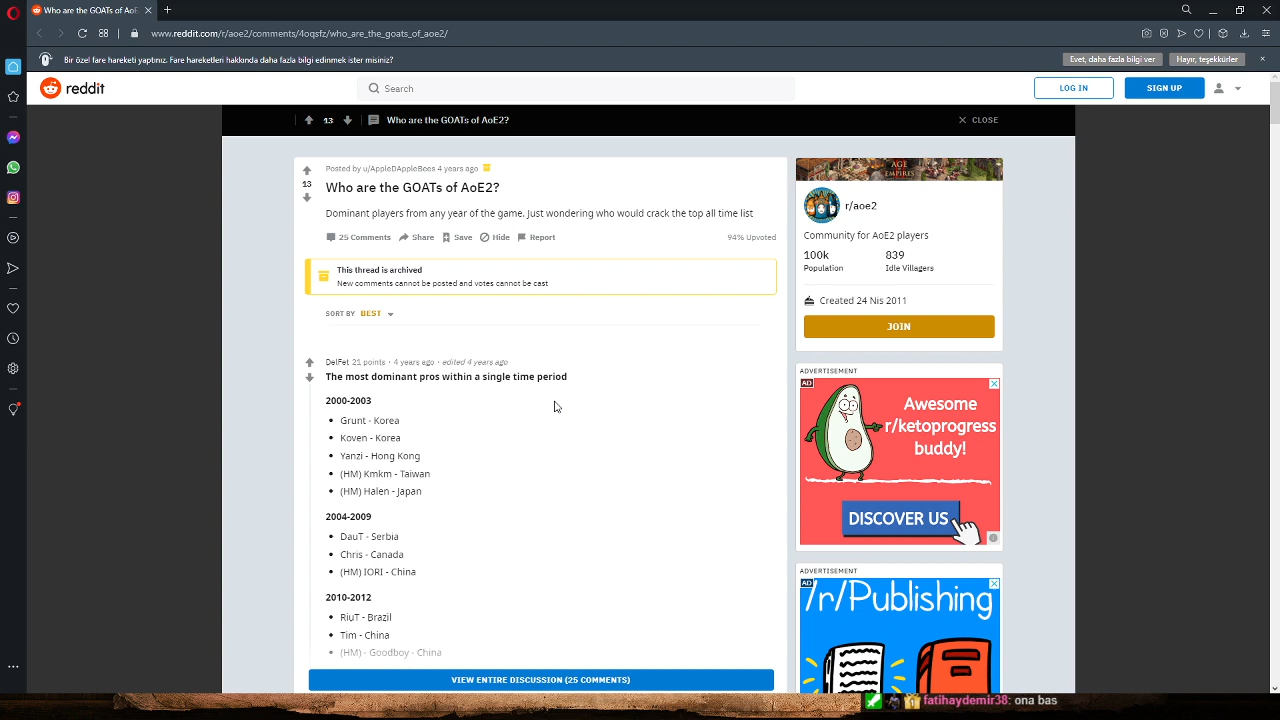 Who are the GOATs of AoE2
www.reddit.com/r/aoe2/comments/4oqsfz/who_are_the_goats_of_aoe2/
Bir özel fare hareketi yaptınız. Fare hareketleri hakkında daha fazla bilgi edinmek ister misiniz?
Evet, daha fazla bilgi ver
Hayır, teşekkürler
reddit
Search
LOG IN
SIGN UP
13
Who are the GOATs of AoE2?
CLOSE
Posted by u/AppleDAppleBees 4 years ago
13
Who are the GOATs of AoE2?
Dominant players from any year of the game. Just wondering who would crack the top all time list
25 Comments Share Save Hide Report
94% Upvoted
This thread is archived
New comments cannot be posted and votes cannot be cast
SORT BY BEST
DelFet 21 points · 4 years ago · edited 4 years ago
The most dominant pros within a single time period
2000-2003
Grunt - Korea
Koven - Korea
Yanzi - Hong Kong
(HM) Kmkm - Taiwan
(HM) Halen - Japan
2004-2009
DauT - Serbia
Chris - Canada
(HM) IORI - China
2010-2012
RiuT - Brazil
Tim - China
(HM) - Goodboy - China
VIEW ENTIRE DISCUSSION (25 COMMENTS)
AGE
EMPIRES
r/aoe2
Community for AoE2 players
100k
Population
839
Idle Villagers
Created 24 Nis 2011
JOIN
ADVERTISEMENT
AD
Awesome
r/ketoprogress
buddy!
DISCOVER US
ADVERTISEMENT
AD
/r/Publishing
fatihaydemir38: ona bas